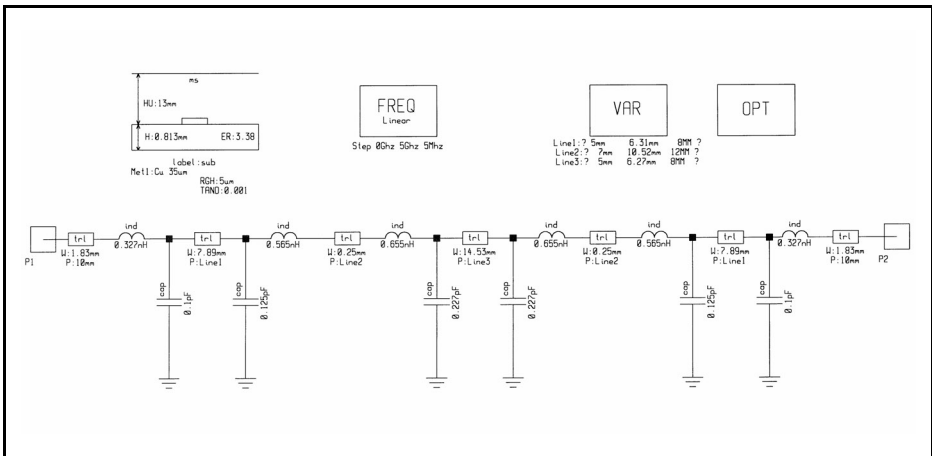 ms
HU:13mm
H:0.813mm ER:3.38
label:sub
Metl:Cu 35um
RGH:5um
TAND:0.001
FREQ
Linear
Step 0Ghz 5Ghz 5Mhz
VAR
Line1:? 5mm 6.31mm 8MM ?
Line2:? 7mm 10.52mm 12MM ?
Line3:? 5mm 6.27mm 8MM ?
OPT
P1
trl
W:1.83mm
P:10mm
ind
0.327nH
cap
0.1pF
trl
W:7.89mm
P:Line1
cap
0.125pF
ind
0.565nH
trl
W:0.25mm
P:Line2
ind
0.655nH
cap
0.227pF
trl
W:14.53mm
P:Line3
cap
0.227pF
ind
0.655nH
trl
W:0.25mm
P:Line2
ind
0.565nH
cap
0.125pF
trl
W:7.89mm
P:Line1
cap
0.1pF
ind
0.327nH
trl
W:1.83mm
P:10mm
P2